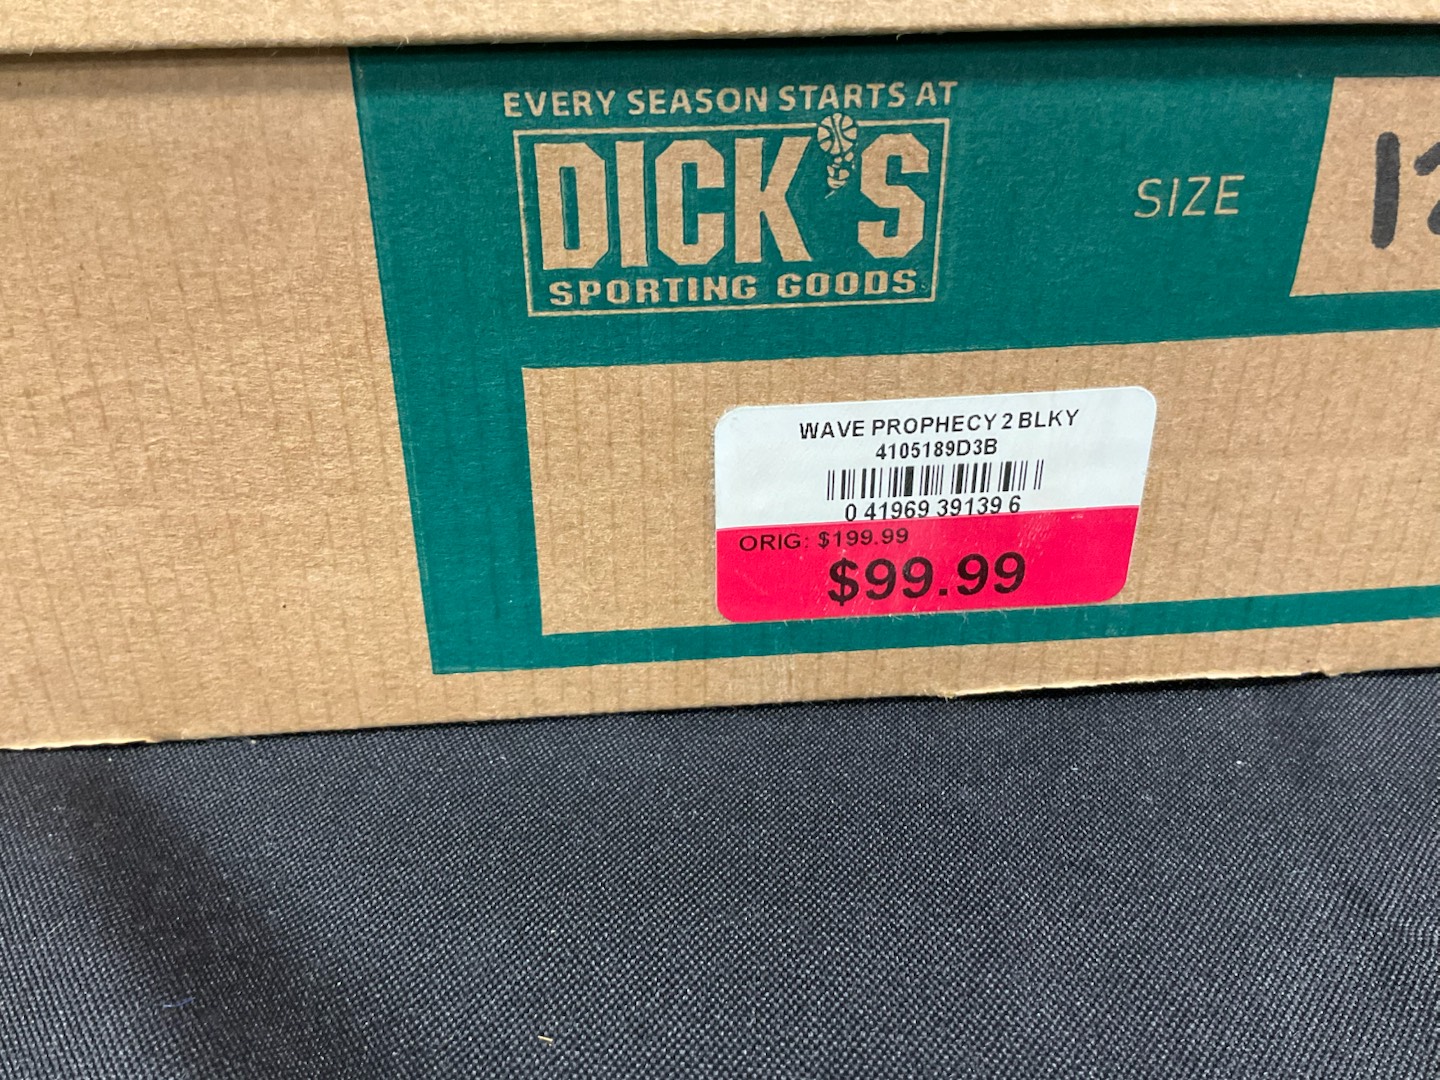 EVERY SEASON STARTS AT
DICK'S
SPORTING GOODS
SIZE
WAVE PROPHECY 2 BLKY
4105189D3B
0 41969 39139 6
ORIG: $199.99
$99.99